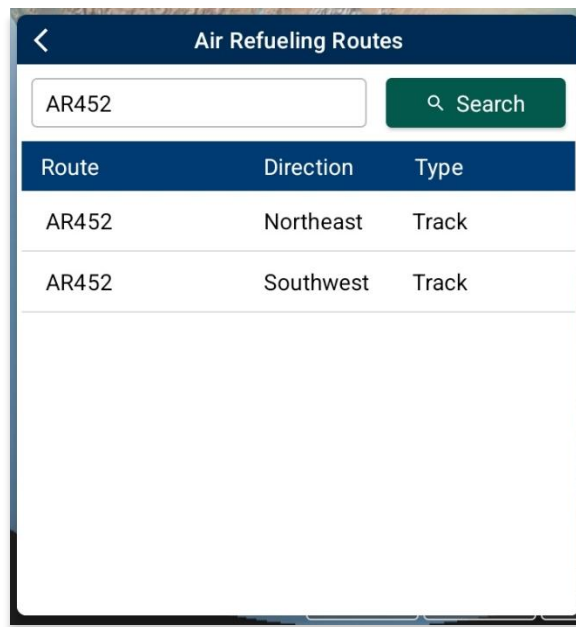 Air Refueling Routes
AR452 Search
Route Direction Type
AR452 Northeast Track
AR452 Southwest Track